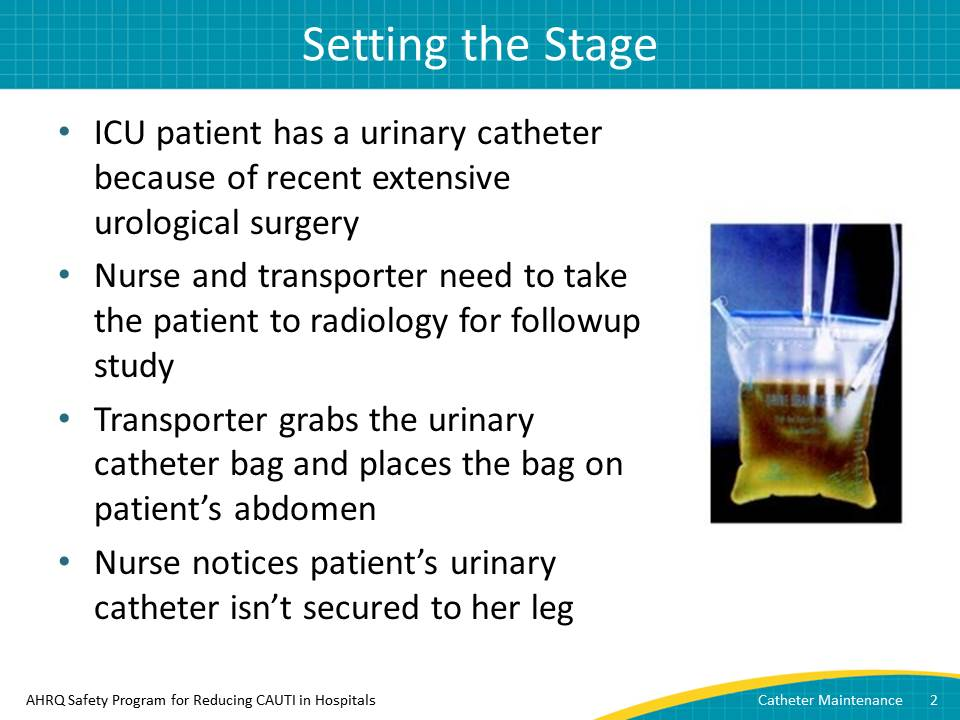 Setting the Stage
• ICU patient has a urinary catheter
because of recent extensive
urological surgery
• Nurse and transporter need to take
the patient to radiology for followup
study
• Transporter grabs the urinary
catheter bag and places the bag on
patient’s abdomen
• Nurse notices patient’s urinary
catheter isn’t secured to her leg
AHRQ Safety Program for Reducing CAUTI in Hospitals
Catheter Maintenance 2